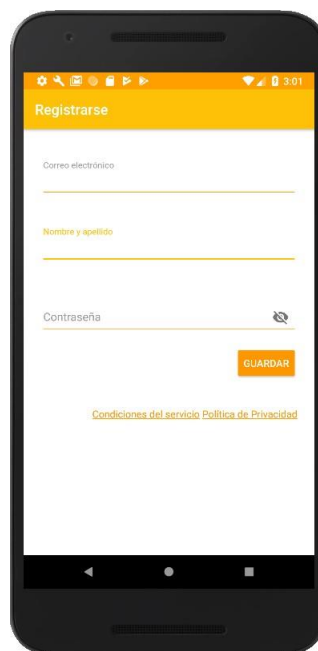 3:01
Registrarse
Correo electrónico
Nombre y apellido
Contraseña
GUARDAR
Condiciones del servicio Política de Privacidad